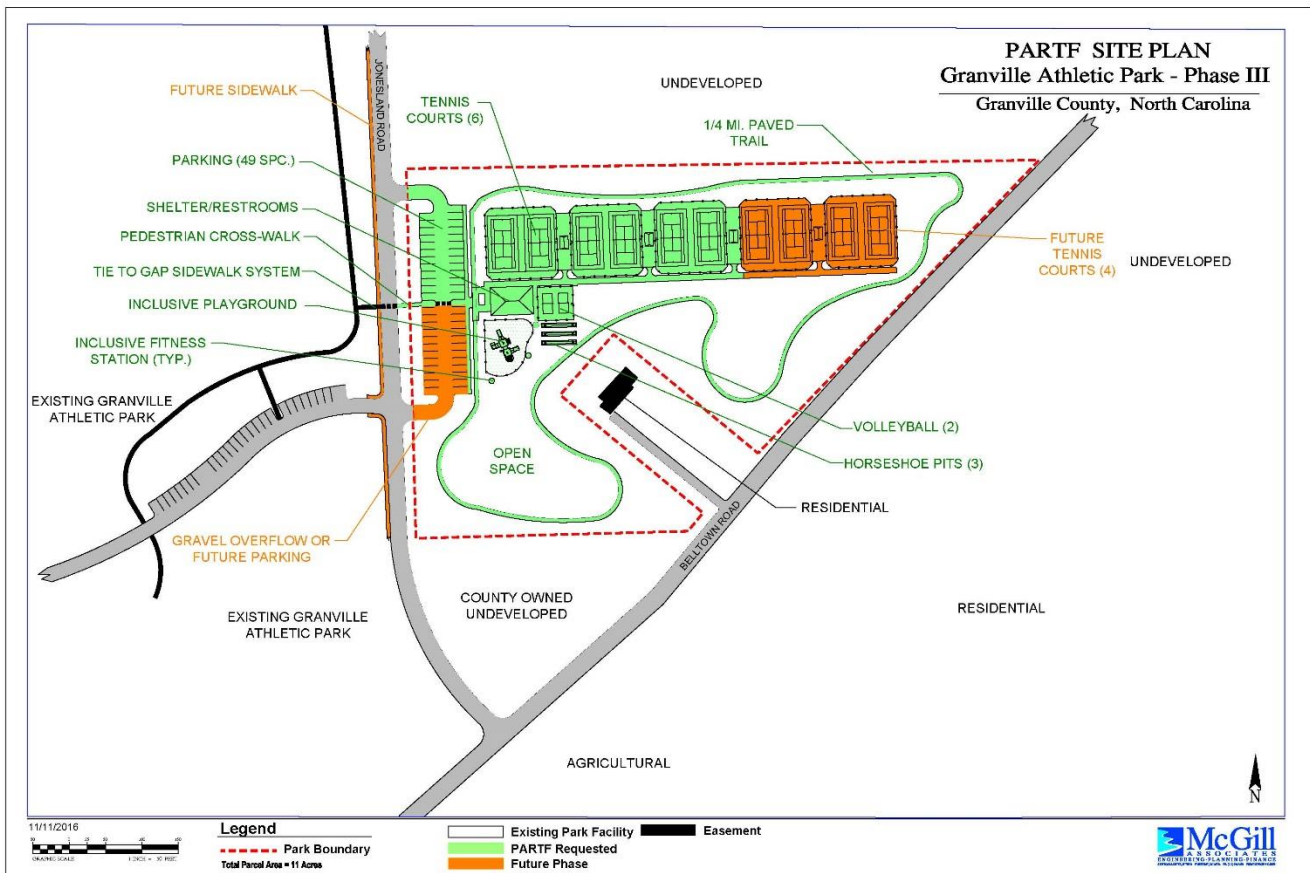 PARTF SITE PLAN
Granville Athletic Park - Phase III
Granville County, North Carolina
UNDEVELOPED
JONESLAND ROAD
FUTURE SIDEWALK
TENNIS
COURTS (6)
1/4 MI. PAVED
TRAIL
PARKING (49 SPC.)
SHELTER/RESTROOMS
PEDESTRIAN CROSS-WALK
TIE TO GAP SIDEWALK SYSTEM
INCLUSIVE PLAYGROUND
INCLUSIVE FITNESS
STATION (TYP.)
FUTURE
TENNIS
COURTS (4)
UNDEVELOPED
EXISTING GRANVILLE
ATHLETIC PARK
VOLLEYBALL (2)
HORSESHOE PITS (3)
OPEN
SPACE
RESIDENTIAL
BELLTOWN ROAD
GRAVEL OVERFLOW OR
FUTURE PARKING
COUNTY OWNED
UNDEVELOPED
EXISTING GRANVILLE
ATHLETIC PARK
RESIDENTIAL
AGRICULTURAL
N
11/11/2016
GRAPHIC SCALE
Legend
Park Boundary
Total Parcel Area = 11 Acres
Existing Park Facility
Easement
PARTF Requested
Future Phase
McGill
ASSOCIATES
ENGINEERING·PLANNING·FINANCE